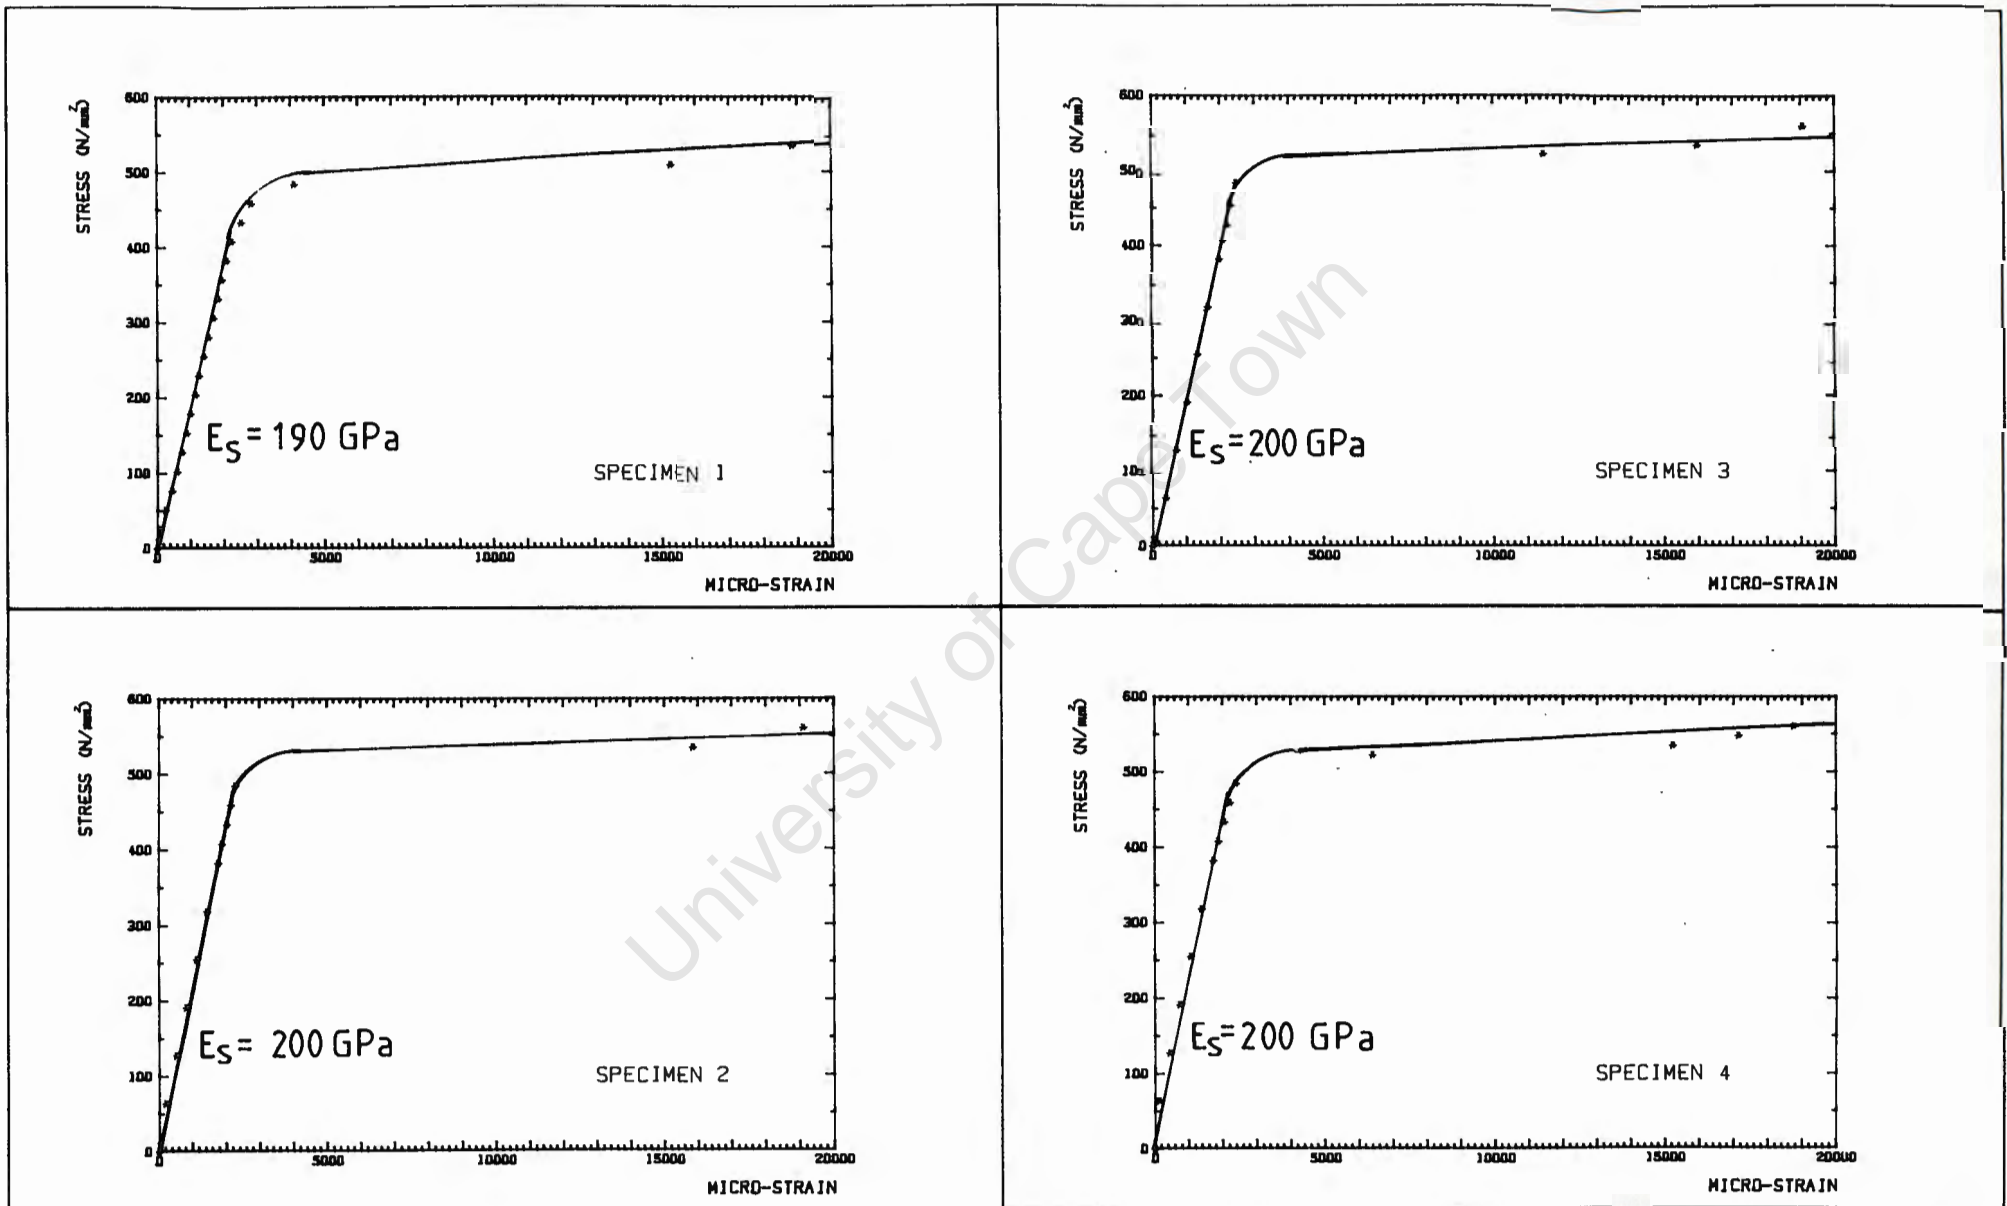 STRESS (N/mm²)
600
500
400
300
200
100
0
0 5000 10000 15000 20000
MICRO-STRAIN
Es = 190 GPa
SPECIMEN 1
STRESS (N/mm²)
600
500
400
300
200
100
0
0 5000 10000 15000 20000
MICRO-STRAIN
Es = 200 GPa
SPECIMEN 3
STRESS (N/mm²)
600
500
400
300
200
100
0
0 5000 10000 15000 20000
MICRO-STRAIN
Es = 200 GPa
SPECIMEN 2
STRESS (N/mm²)
600
500
400
300
200
100
0
0 5000 10000 15000 20000
MICRO-STRAIN
Es = 200 GPa
SPECIMEN 4
University of Cape Town